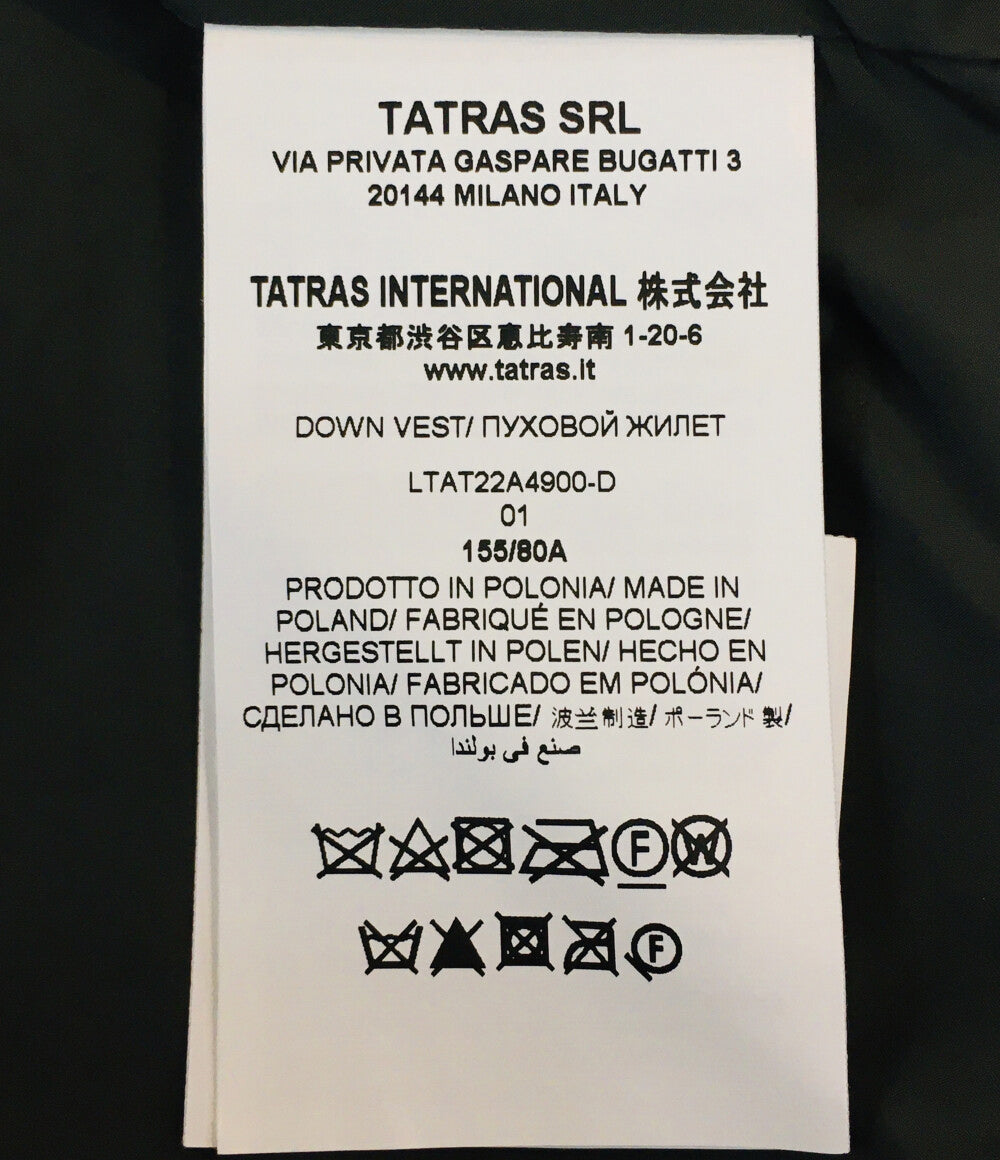 TATRAS SRL
VIA PRIVATA GASPARE BUGATTI 3
20144 MILANO ITALY
TATRAS INTERNATIONAL 株式会社
東京都渋谷区恵比寿南 1-20-6
www.tatras.it
DOWN VEST/ ПУХОВОЙ ЖИЛЕТ
LTAT22A4900-D
01
155/80A
PRODOTTO IN POLONIA/ MADE IN
POLAND/ FABRIQUÉ EN POLOGNE/
HERGESTELLT IN POLEN/ HECHO EN
POLONIA/ FABRICADO EM POLÓNIA/
СДЕЛАНО В ПОЛЬШЕ/ 波兰制造/ ポーランド製/
صنع في بولندا
F W
F